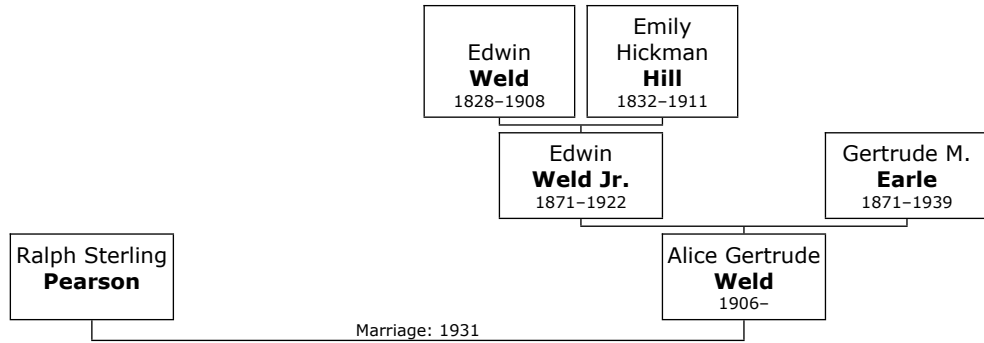 Edwin
Weld
1828–1908
Emily
Hickman
Hill
1832–1911
Edwin
Weld Jr.
1871–1922
Gertrude M.
Earle
1871–1939
Ralph Sterling
Pearson
Alice Gertrude
Weld
1906–
Marriage: 1931